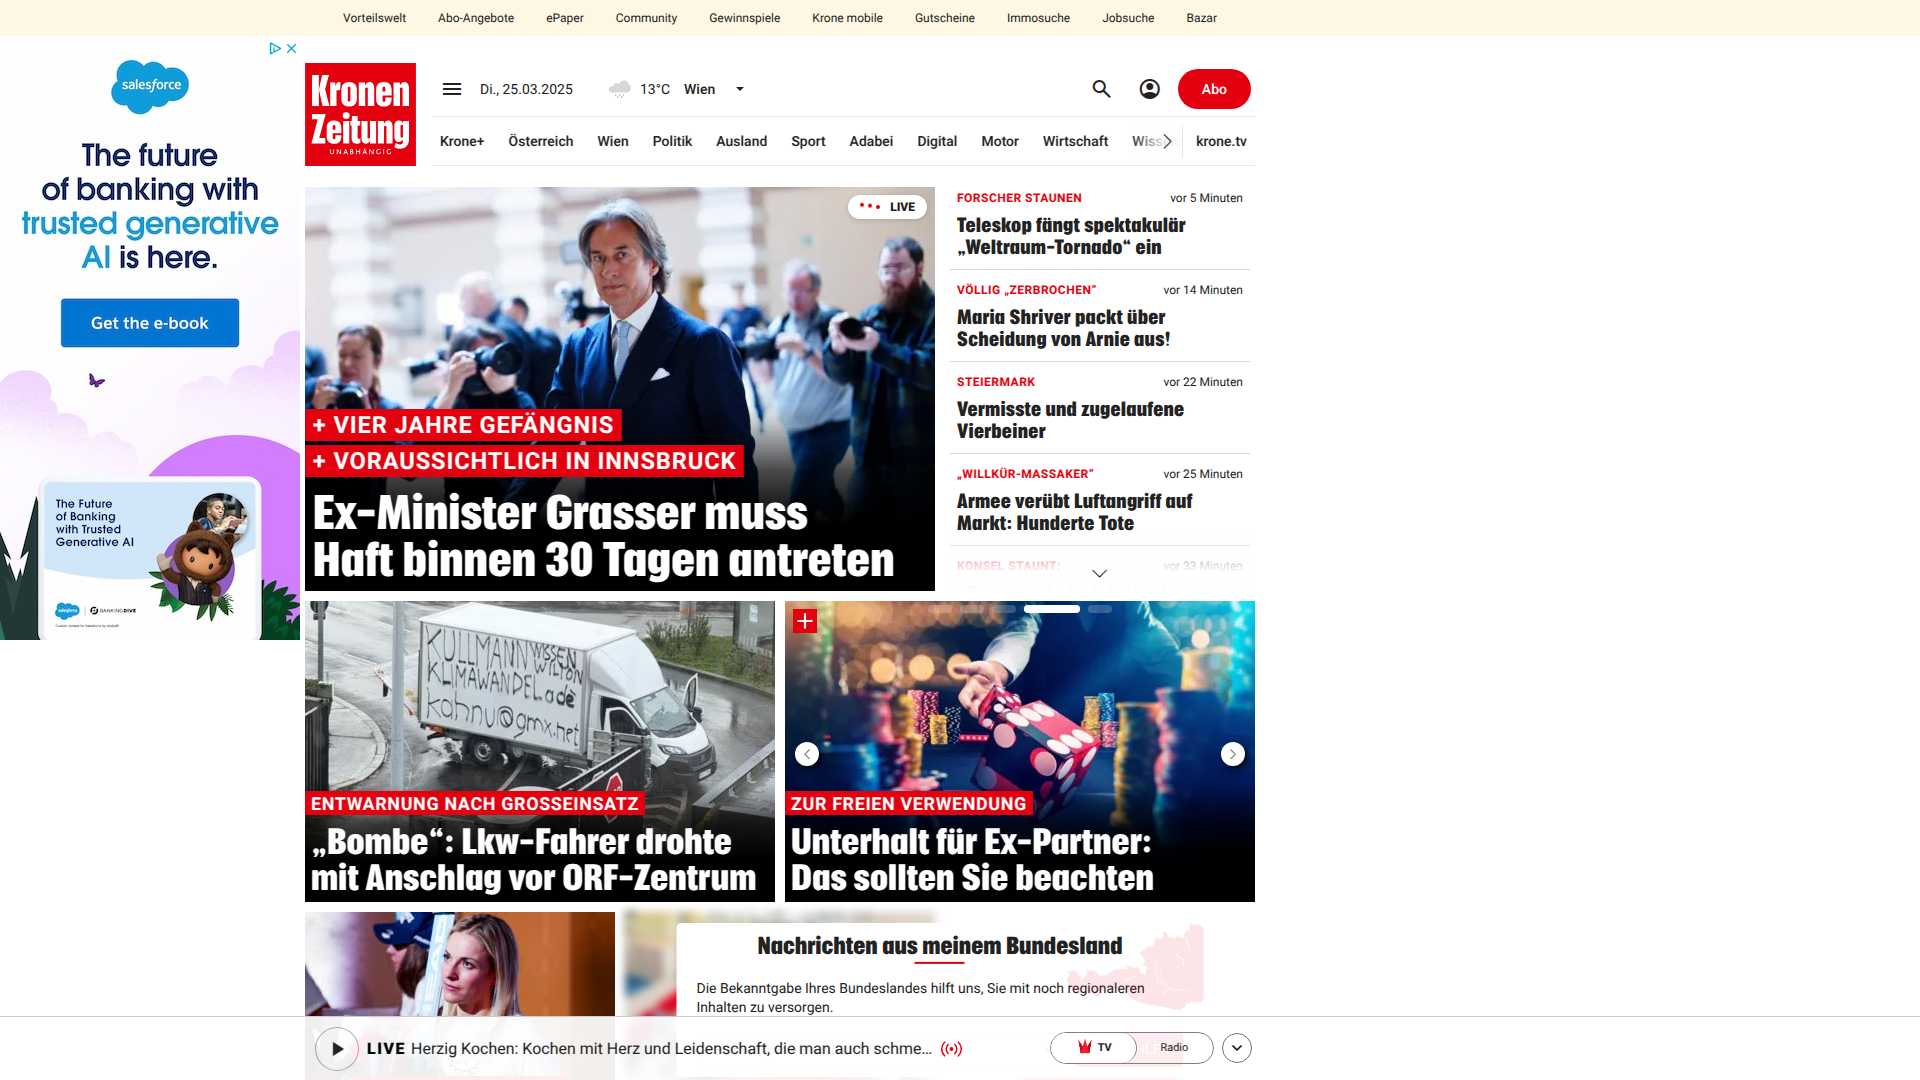 Vorteilswelt
Abo-Angebote
ePaper
Community
Gewinnspiele
Krone mobile
Gutscheine
Immosuche
Jobsuche
Bazar
salesforce
The future
of banking with
trusted generative
AI is here.
Get the e-book
The Future
of Banking
with Trusted
Generative AI
salesforce
BANKINGDIVE
Kronen
Zeitung
UNABHÄNGIG
Di., 25.03.2025
13°C
Wien
Abo
Krone+
Österreich
Wien
Politik
Ausland
Sport
Adabei
Digital
Motor
Wirtschaft
Wiss
krone.tv
LIVE
+ VIER JAHRE GEFÄNGNIS
+ VORAUSSICHTLICH IN INNSBRUCK
Ex-Minister Grasser muss
Haft binnen 30 Tagen antreten
FORSCHER STAUNEN
vor 5 Minuten
Teleskop fängt spektakulär
„Weltraum-Tornado“ ein
VÖLLIG „ZERBROCHEN“
vor 14 Minuten
Maria Shriver packt über
Scheidung von Arnie aus!
STEIERMARK
vor 22 Minuten
Vermisste und zugelaufene
Vierbeiner
„WILLKÜR-MASSAKER“
vor 25 Minuten
Armee verübt Luftangriff auf
Markt: Hunderte Tote
KONSEL STAUNT:
vor 33 Minuten
KULLMANN WISSEN
KLIMAWANDEL ade
kahnu@gmx.net
ENTWARNUNG NACH GROSSEINSATZ
„Bombe“: Lkw-Fahrer drohte
mit Anschlag vor ORF-Zentrum
ZUR FREIEN VERWENDUNG
Unterhalt für Ex-Partner:
Das sollten Sie beachten
Nachrichten aus meinem Bundesland
Die Bekanntgabe Ihres Bundeslandes hilft uns, Sie mit noch regionaleren
Inhalten zu versorgen.
LIVE Herzig Kochen: Kochen mit Herz und Leidenschaft, die man auch schme...
TV
Radio